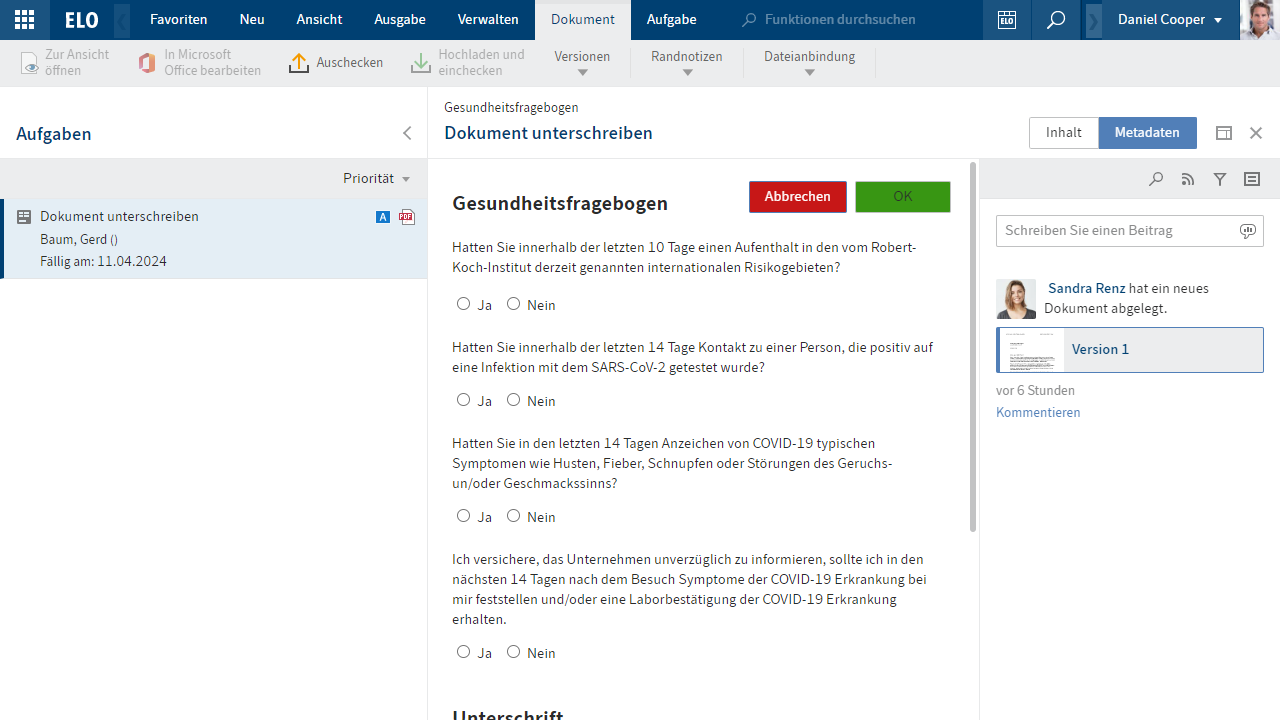 ELO
Favoriten
Neu
Ansicht
Ausgabe
Verwalten
Dokument
Aufgabe
Funktionen durchsuchen
ELO
Daniel Cooper
Zur Ansicht
öffnen
In Microsoft
Office bearbeiten
Auschecken
Hochladen und
einchecken
Versionen
Randnotizen
Dateianbindung
Aufgaben
Priorität
Dokument unterschreiben
A
PDF
Baum, Gerd ()
Fällig am: 11.04.2024
Gesundheitsfragebogen
Dokument unterschreiben
Inhalt
Metadaten
Gesundheitsfragebogen
Abbrechen
OK
Hatten Sie innerhalb der letzten 10 Tage einen Aufenthalt in den vom Robert-
Koch-Institut derzeit genannten internationalen Risikogebieten?
Ja
Nein
Hatten Sie innerhalb der letzten 14 Tage Kontakt zu einer Person, die positiv auf
eine Infektion mit dem SARS-CoV-2 getestet wurde?
Ja
Nein
Hatten Sie in den letzten 14 Tagen Anzeichen von COVID-19 typischen
Symptomen wie Husten, Fieber, Schnupfen oder Störungen des Geruchs-
un/oder Geschmackssinns?
Ja
Nein
Ich versichere, das Unternehmen unverzüglich zu informieren, sollte ich in den
nächsten 14 Tagen nach dem Besuch Symptome der COVID-19 Erkrankung bei
mir feststellen und/oder eine Laborbestätigung der COVID-19 Erkrankung
erhalten.
Ja
Nein
Unterschrift
Schreiben Sie einen Beitrag
Sandra Renz hat ein neues
Dokument abgelegt.
Version 1
vor 6 Stunden
Kommentieren